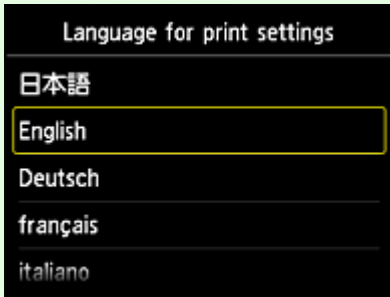 Language for print settings
日本語
English
Deutsch
français
italiano